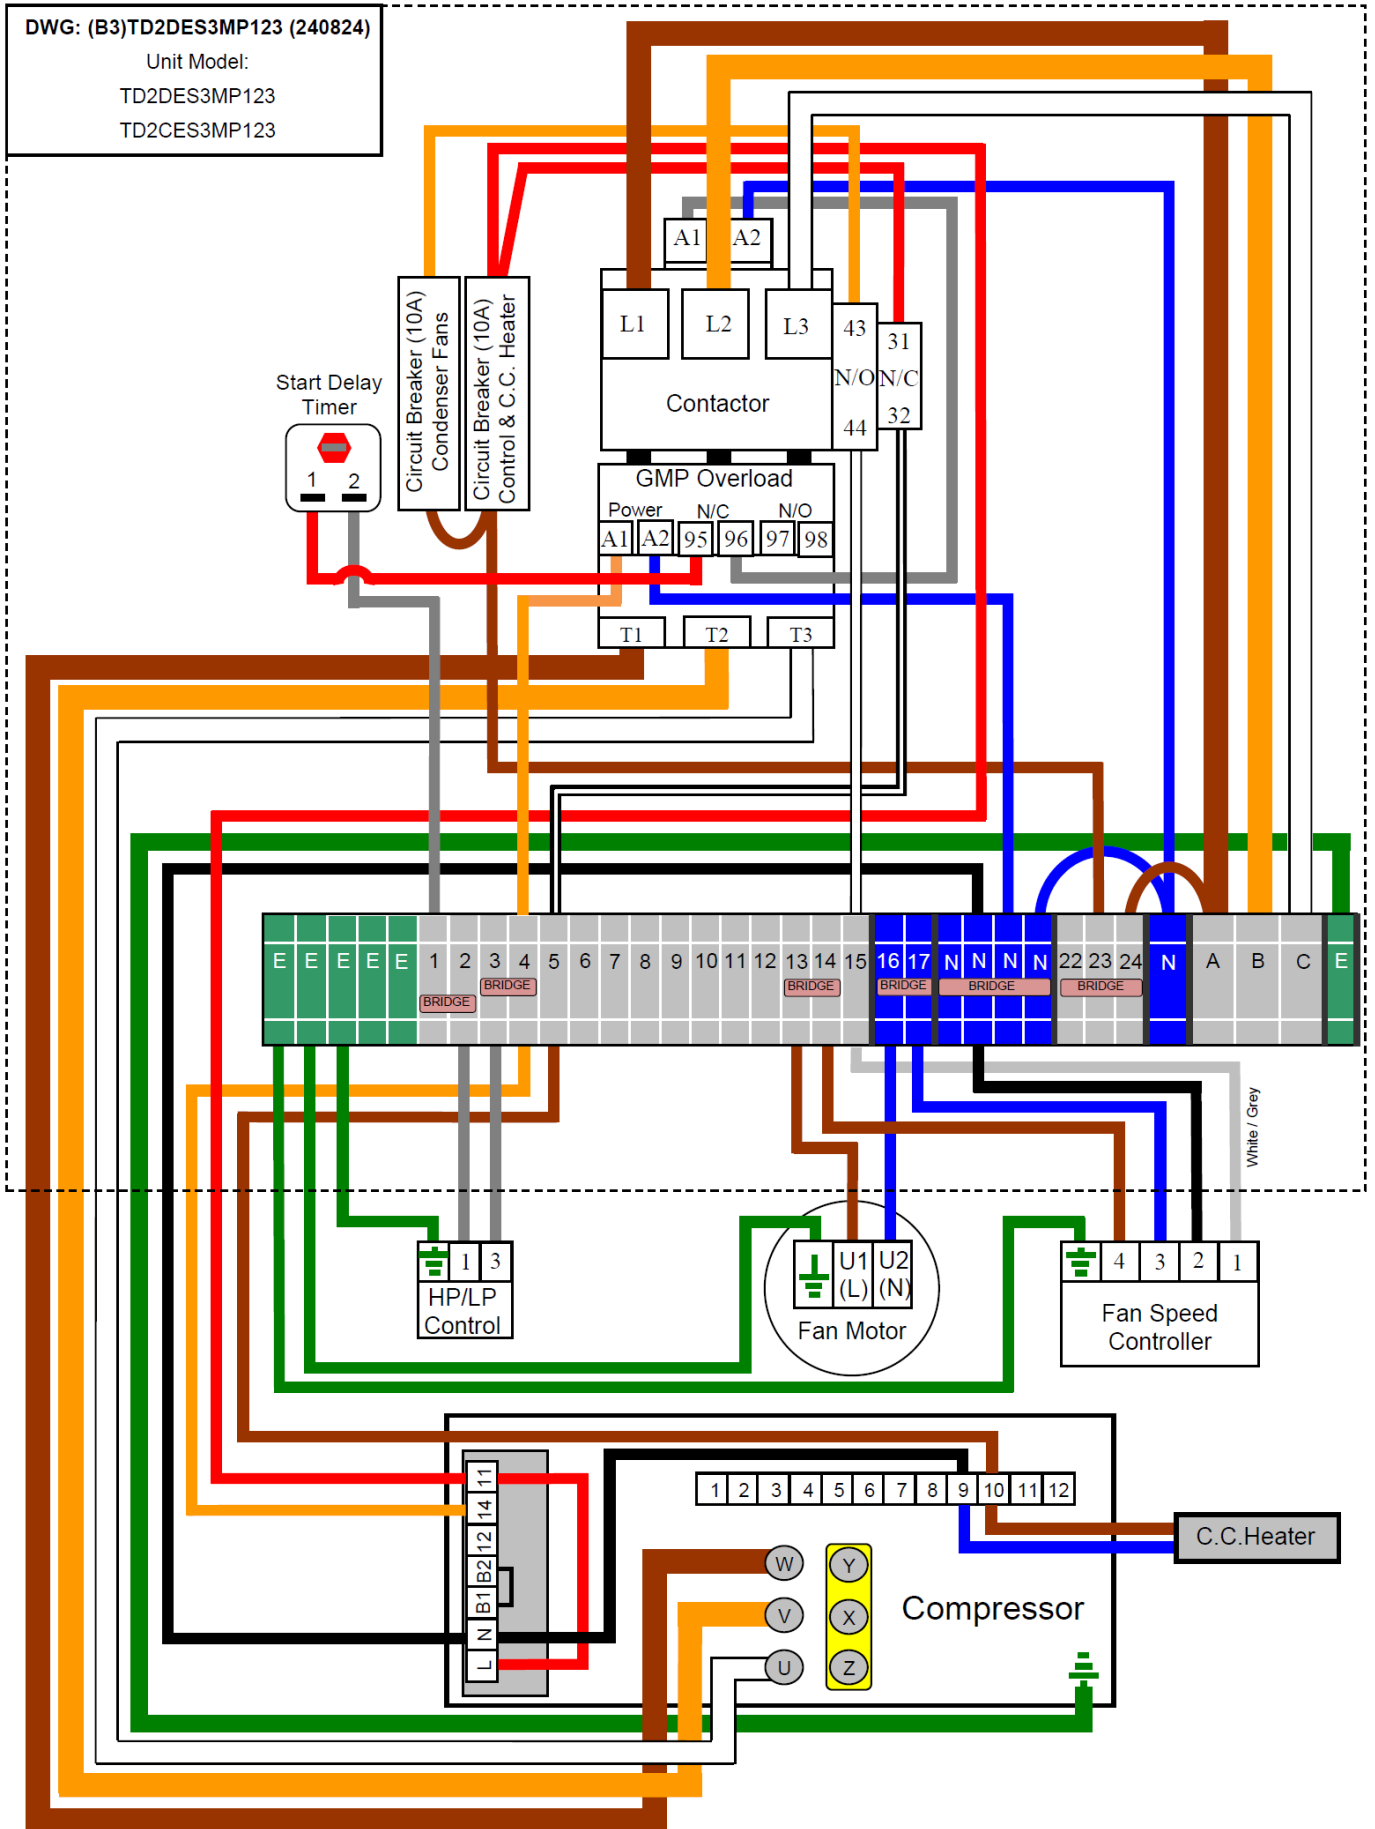 DWG: (B3)TD2DES3MP123 (240824)
Unit Model:
TD2DES3MP123
TD2CES3MP123
A1 A2
L1 L2 L3
43 31
N/O N/C
44 32
Contactor
Circuit Breaker (10A)
Condenser Fans
Circuit Breaker (10A)
Control & C.C. Heater
Start Delay
Timer
1 2
GMP Overload
Power N/C N/O
A1 A2 95 96 97 98
T1 T2 T3
E E E E E 1 2 3 4 5 6 7 8 9 10 11 12 13 14 15 16 17 N N N N 22 23 24 N A B C E
BRIDGE BRIDGE BRIDGE BRIDGE BRIDGE BRIDGE
White / Grey
1 3
HP/LP
Control
U1 U2
(L) (N)
Fan Motor
4 3 2 1
Fan Speed
Controller
11
14
12
B2
B1
N
L
1 2 3 4 5 6 7 8 9 10 11 12
C.C.Heater
W Y
V X
U Z
Compressor